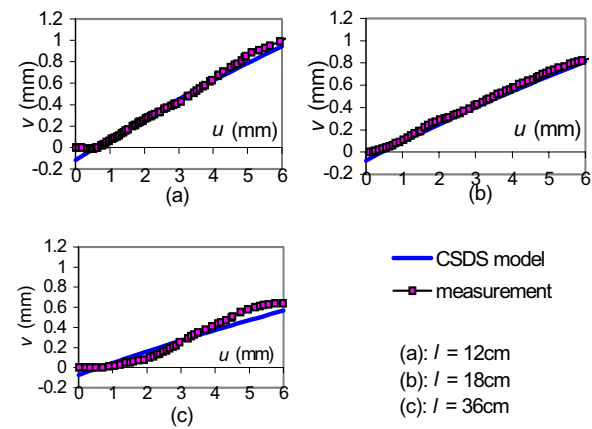 1.2
1
0.8
0.6
0.4
0.2
0
-0.2
v (mm)
u (mm)
0 1 2 3 4 5 6
(a)
1.2
1
0.8
0.6
0.4
0.2
0
-0.2
v (mm)
u (mm)
0 1 2 3 4 5 6
(b)
1.2
1
0.8
0.6
0.4
0.2
0
-0.2
v (mm)
u (mm)
0 1 2 3 4 5 6
(c)
CSDS model
measurement
(a): l = 12cm
(b): l = 18cm
(c): l = 36cm